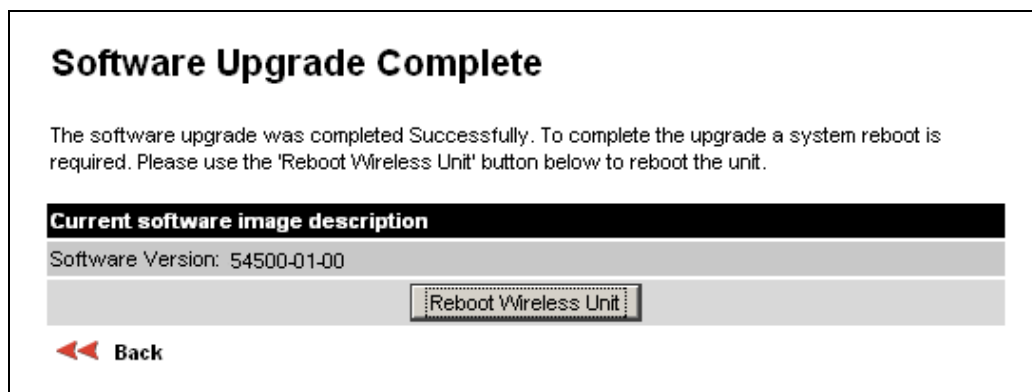 Software Upgrade Complete
The software upgrade was completed Successfully. To complete the upgrade a system reboot is
required. Please use the 'Reboot Wireless Unit' button below to reboot the unit.
Current software image description
Software Version: 54500-01-00
Reboot Wireless Unit
Back